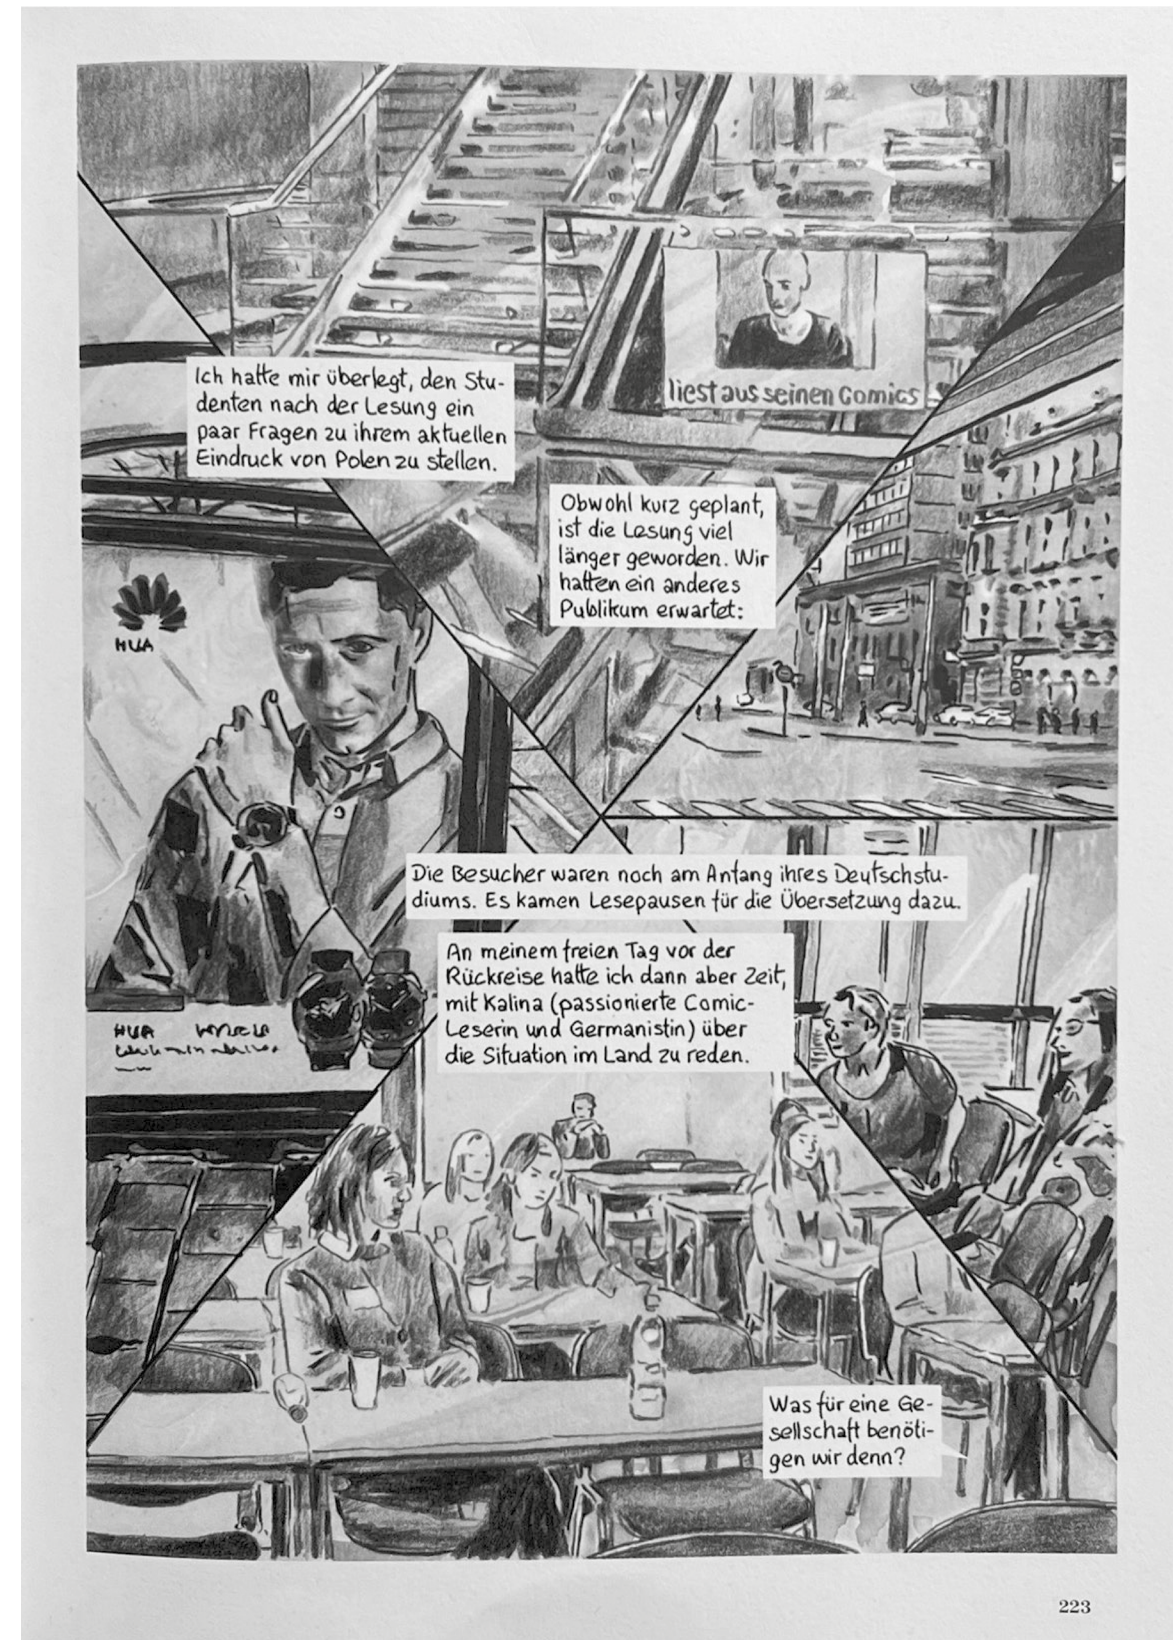 liest aus seinen Comics
Ich hatte mir überlegt, den Stu-
denten nach der Lesung ein
paar Fragen zu ihrem aktuellen
Eindruck von Polen zu stellen.
Obwohl kurz geplant,
ist die Lesung viel
länger geworden. Wir
hatten ein anderes
Publikum erwartet:
HUA
Die Besucher waren noch am Anfang ihres Deutschstu-
diums. Es kamen Lesepausen für die Übersetzung dazu.
An meinem freien Tag vor der
Rückreise hatte ich dann aber Zeit,
mit Kalina (passionierte Comic-
Leserin und Germanistin) über
die Situation im Land zu reden.
HUA
Was für eine Ge-
sellschaft benöti-
gen wir denn?
223